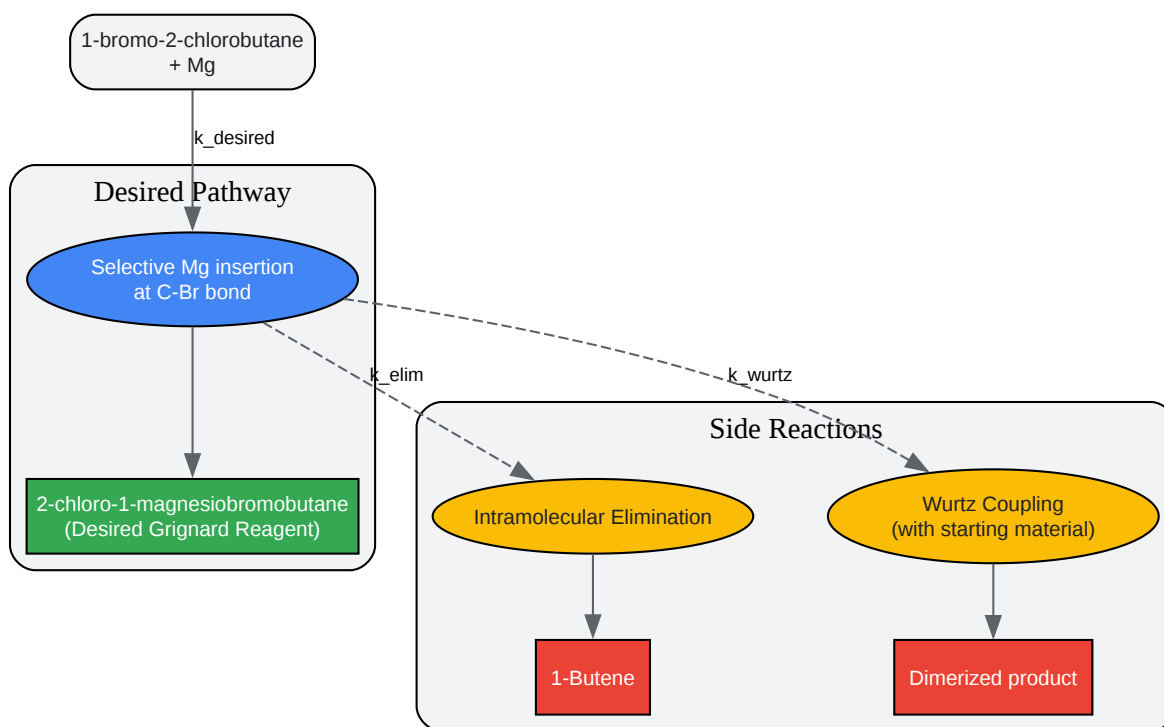 1-bromo-2-chlorobutane
+ Mg
k_desired
Desired Pathway
Selective Mg insertion
at C-Br bond
k_elim
k_wurtz
Side Reactions
2-chloro-1-magnesiobromobutane
(Desired Grignard Reagent)
Intramolecular Elimination
Wurtz Coupling
(with starting material)
1-Butene
Dimerized product